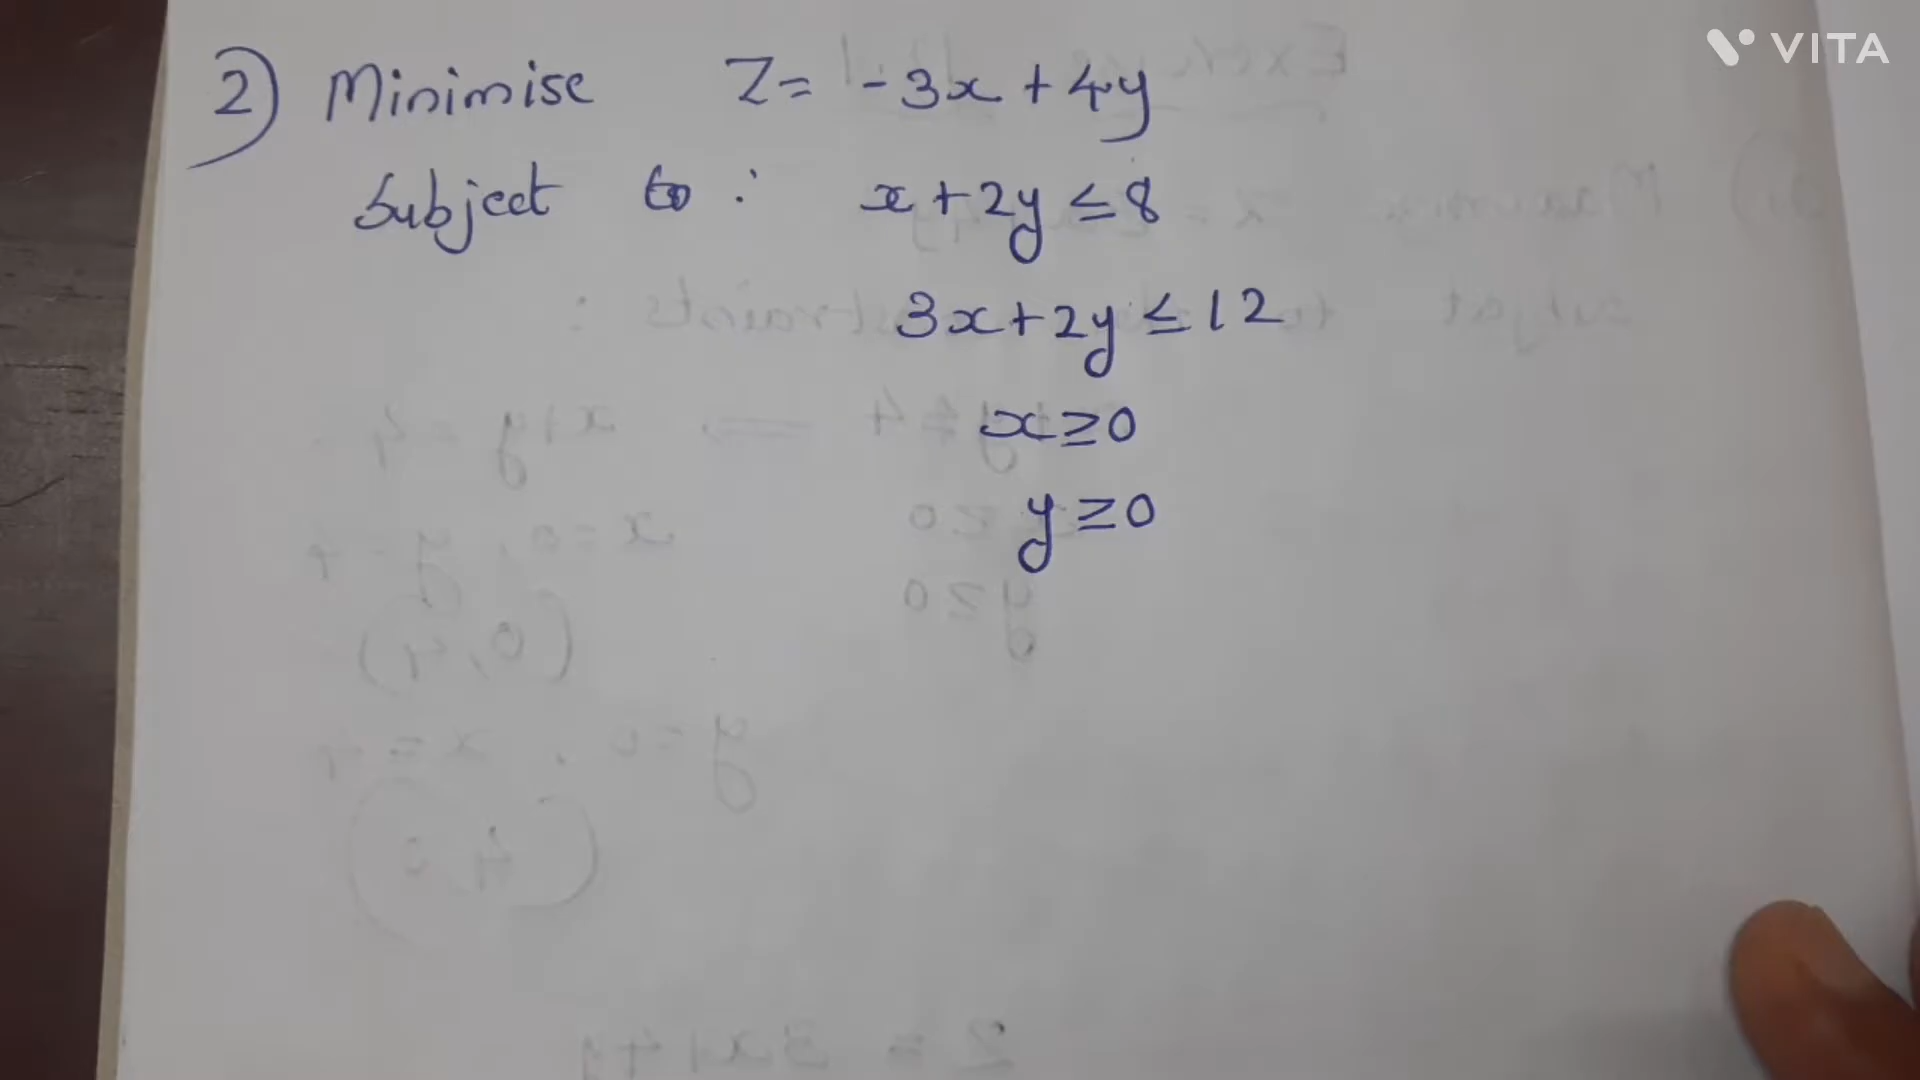 VITA
2) Minimise Z = -3x + 4y
Subject to : x + 2y ≤ 8
3x + 2y ≤ 12
x ≥ 0
y ≥ 0